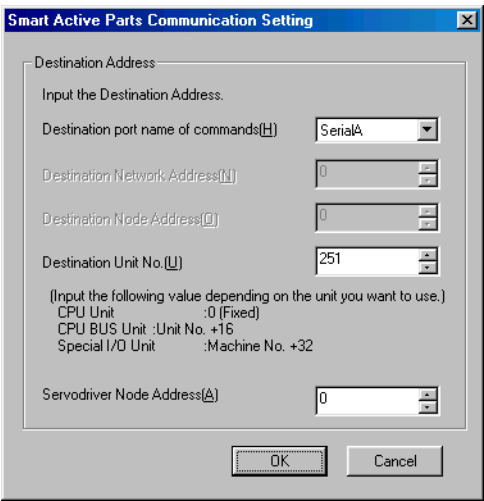 Smart Active Parts Communication Setting
Destination Address
Input the Destination Address.
Destination port name of commands(H) SerialA
Destination Network Address(N) 0
Destination Node Address(O) 0
Destination Unit No.(U) 251
(Input the following value depending on the unit you want to use.)
CPU Unit :0 (Fixed)
CPU BUS Unit :Unit No. +16
Special I/O Unit :Machine No. +32
Servodriver Node Address(A) 0
OK Cancel